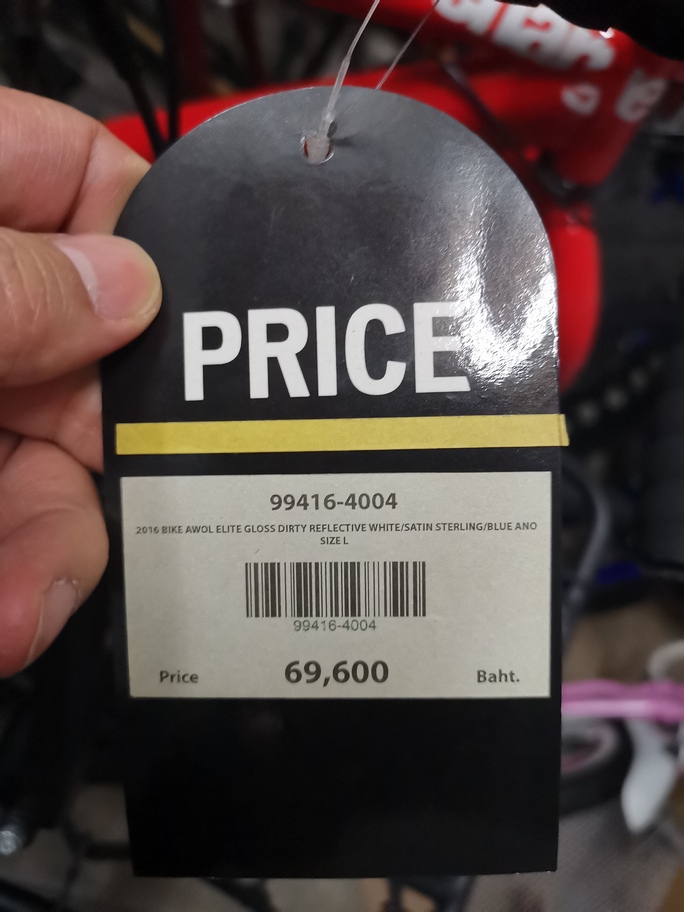 PRICE
99416-4004
2016 BIKE AWOL ELITE GLOSS DIRTY REFLECTIVE WHITE/SATIN STERLING/BLUE ANO
SIZE L
99416-4004
Price 69,600 Baht.